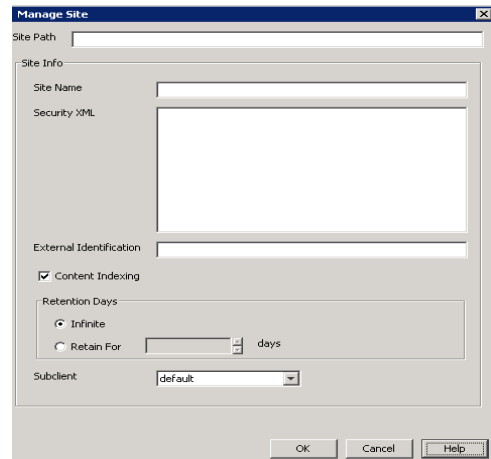 Manage Site
Site Path
Site Info
Site Name
Security XML
External Identification
Content Indexing
Retention Days
Infinite
Retain For days
Subclient default
OK Cancel Help